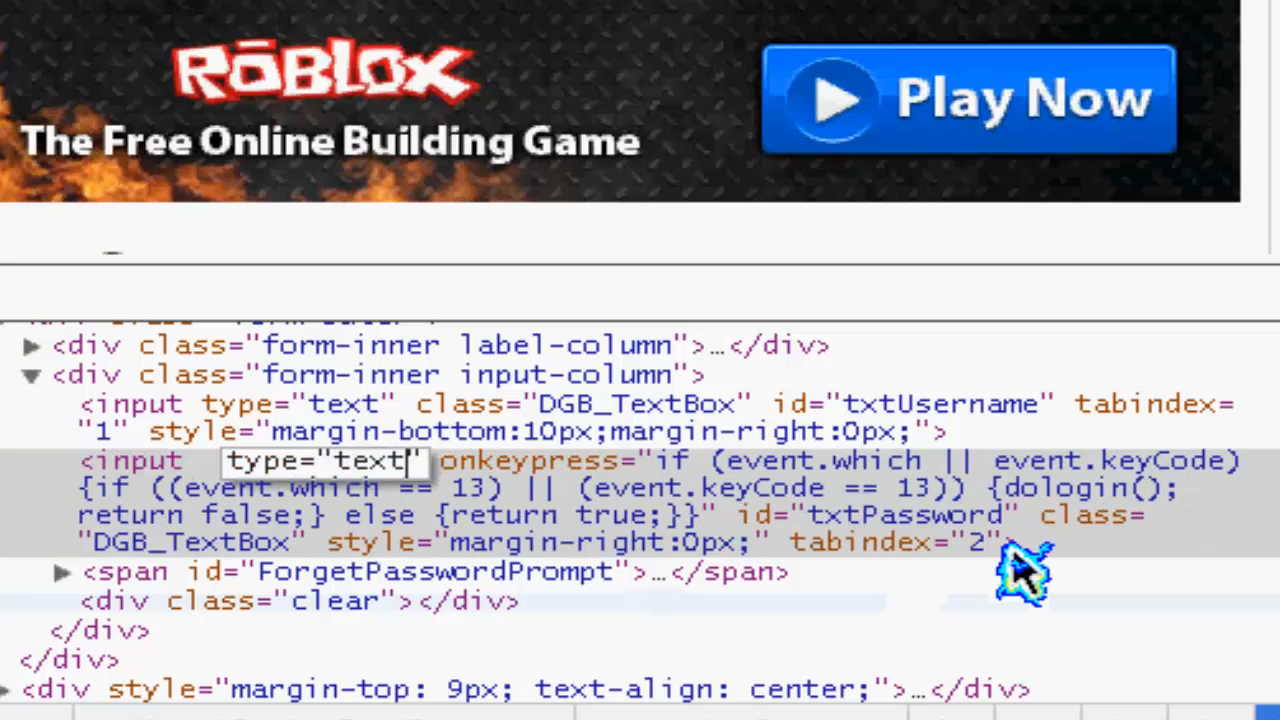 RŌBLOX
The Free Online Building Game
Play Now
<div class="form-inner label-column">…</div>
<div class="form-inner input-column">
<input type="text" class="DGB_TextBox" id="txtUsername" tabindex=
"1" style="margin-bottom:10px;margin-right:0px;">
<input type="text" onkeypress="if (event.which || event.keyCode)
{if ((event.which == 13) || (event.keyCode == 13)) {dologin();
return false;} else {return true;}}" id="txtPassword" class=
"DGB_TextBox" style="margin-right:0px;" tabindex="2">
<span id="ForgetPasswordPrompt">…</span>
<div class="clear"></div>
</div>
</div>
<div style="margin-top: 9px; text-align: center;">…</div>